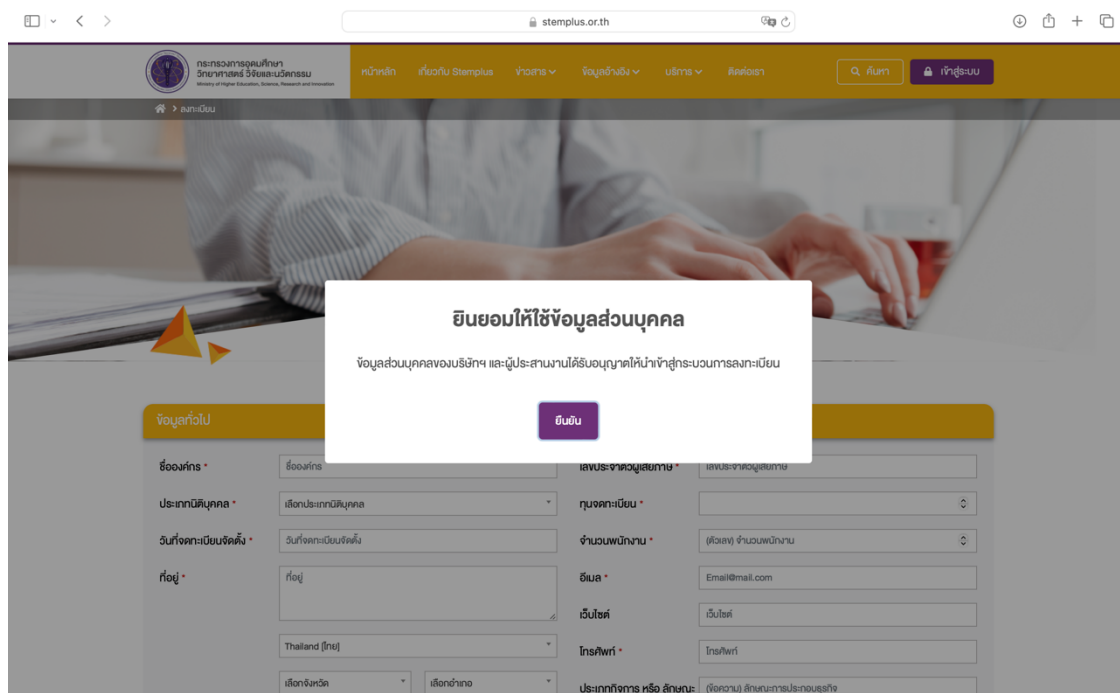 stemplus.or.th
กระทรวงการอุดมศึกษา
วิทยาศาสตร์ วิจัยและนวัตกรรม
Ministry of Higher Education, Science, Research and Innovation
หน้าหลัก เกี่ยวกับ Stemplus ข่าวสาร ข้อมูลอ้างอิง บริการ ติดต่อเรา ค้นหา เข้าสู่ระบบ
ลงทะเบียน
ยินยอมให้ใช้ข้อมูลส่วนบุคคล
ข้อมูลส่วนบุคคลของบริษัทฯ และผู้ประสานงานได้รับอนุญาตให้นำเข้าสู่กระบวนการลงทะเบียน
ยืนยัน
ข้อมูลทั่วไป
ชื่อองค์กร * ชื่อองค์กร เลขประจำตัวผู้เสียภาษี * เลขประจำตัวผู้เสียภาษี
ประเภทนิติบุคคล * เลือกประเภทนิติบุคคล ทุนจดทะเบียน *
วันที่จดทะเบียนจัดตั้ง * วันที่จดทะเบียนจัดตั้ง จำนวนพนักงาน * (ตัวเลข) จำนวนพนักงาน
ที่อยู่ * ที่อยู่ อีเมล * Email@mail.com
เว็บไซต์ เว็บไซต์
Thailand (ไทย) โทรศัพท์ * โทรศัพท์
เลือกจังหวัด เลือกอำเภอ ประเภทกิจการ หรือ ลักษณะ (ข้อความ) ลักษณะการประกอบธุรกิจ